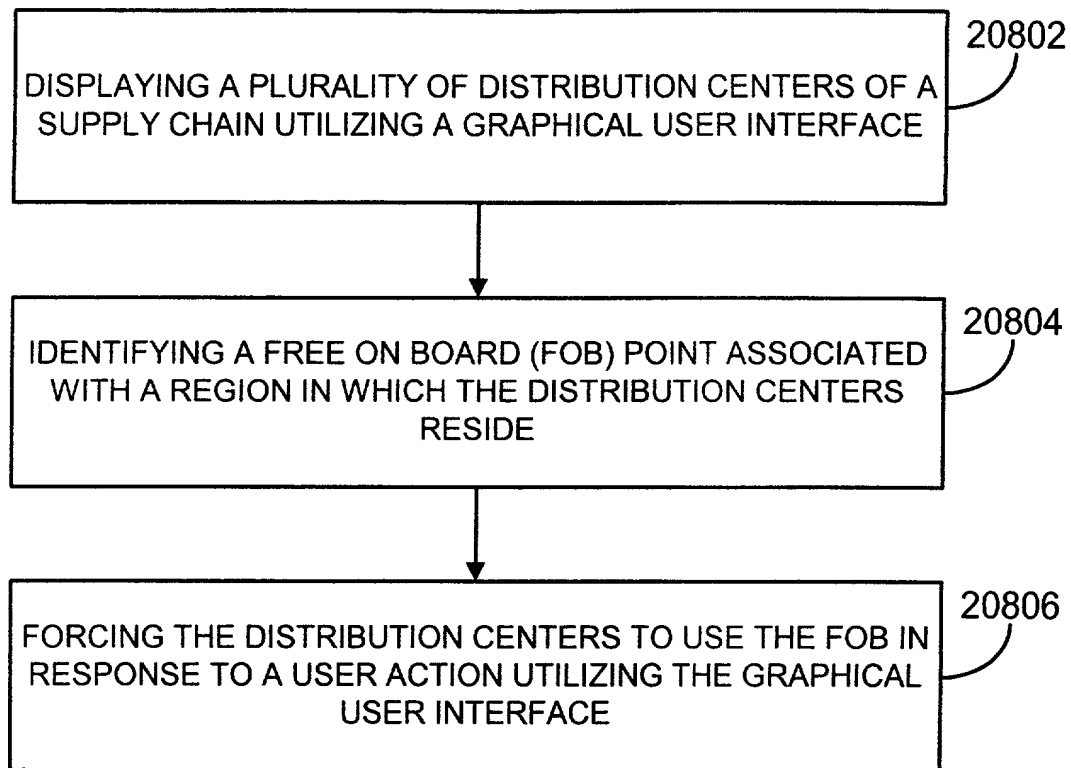 20802
DISPLAYING A PLURALITY OF DISTRIBUTION CENTERS OF A
SUPPLY CHAIN UTILIZING A GRAPHICAL USER INTERFACE
20804
IDENTIFYING A FREE ON BOARD (FOB) POINT ASSOCIATED
WITH A REGION IN WHICH THE DISTRIBUTION CENTERS
RESIDE
20806
FORCING THE DISTRIBUTION CENTERS TO USE THE FOB IN
RESPONSE TO A USER ACTION UTILIZING THE GRAPHICAL
USER INTERFACE